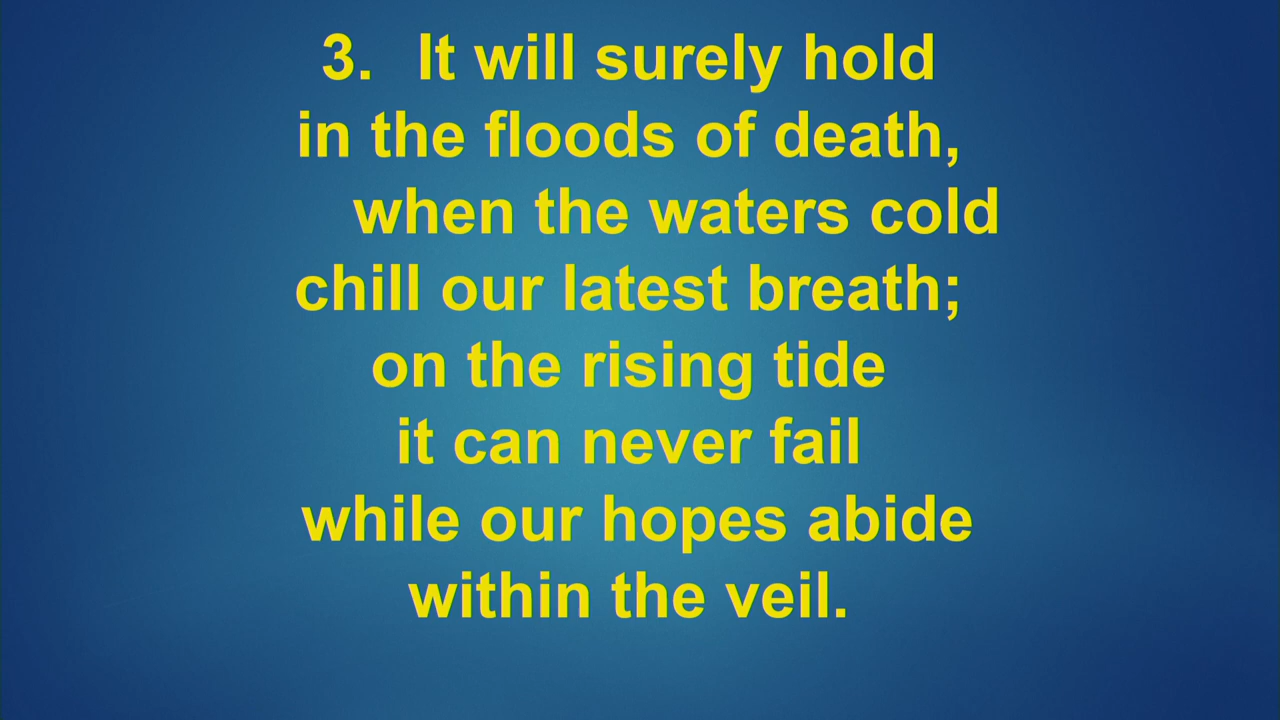 3. It will surely hold
in the floods of death,
when the waters cold
chill our latest breath;
on the rising tide
it can never fail
while our hopes abide
within the veil.